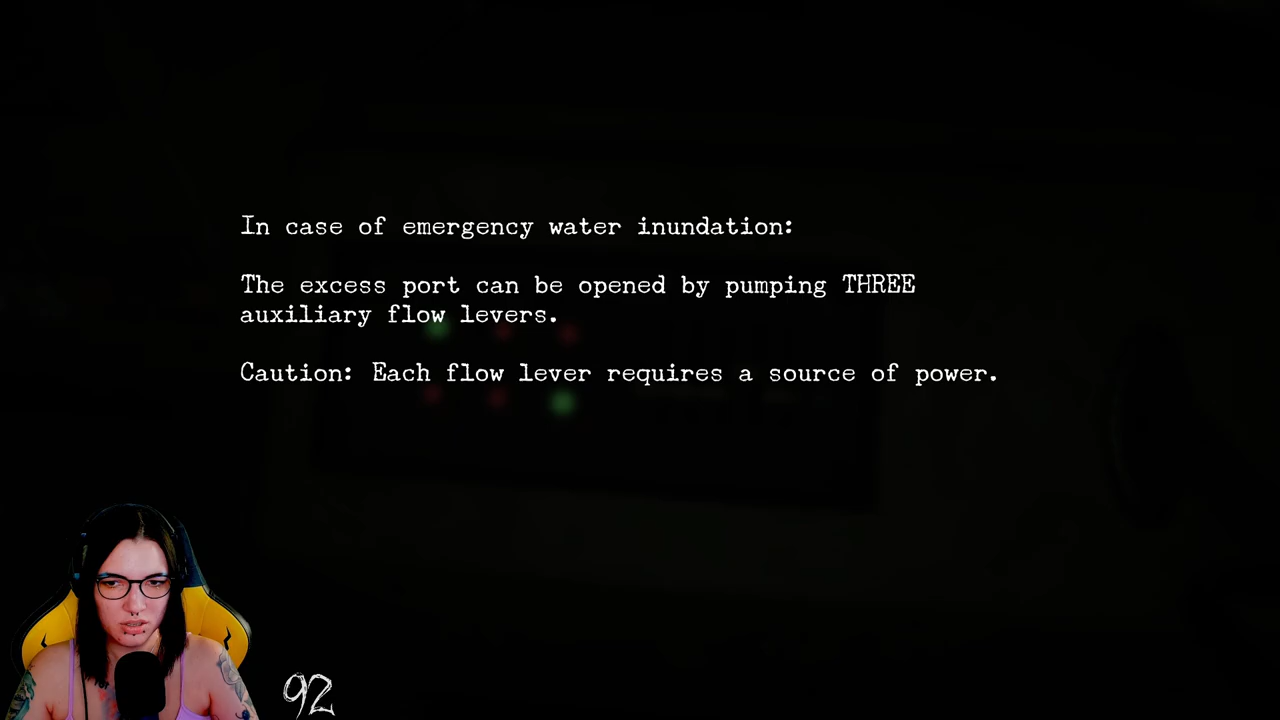 In case of emergency water inundation:
The excess port can be opened by pumping THREE
auxiliary flow levers.
Caution: Each flow lever requires a source of power.
92